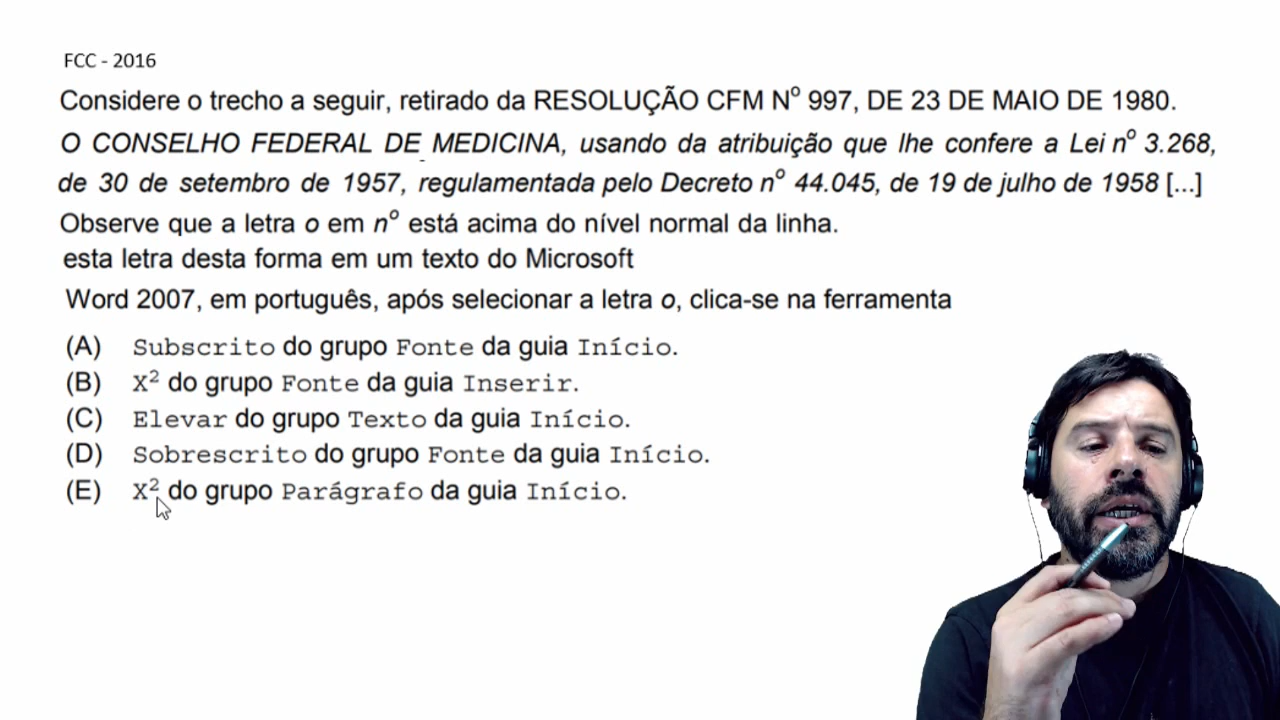 FCC - 2016
Considere o trecho a seguir, retirado da RESOLUÇÃO CFM Nº 997, DE 23 DE MAIO DE 1980.
O CONSELHO FEDERAL DE MEDICINA, usando da atribuição que lhe confere a Lei nº 3.268,
de 30 de setembro de 1957, regulamentada pelo Decreto nº 44.045, de 19 de julho de 1958 [...]
Observe que a letra o em nº está acima do nível normal da linha.
esta letra desta forma em um texto do Microsoft
Word 2007, em português, após selecionar a letra o, clica-se na ferramenta
(A) Subscrito do grupo Fonte da guia Início.
(B) X² do grupo Fonte da guia Inserir.
(C) Elevar do grupo Texto da guia Início.
(D) Sobrescrito do grupo Fonte da guia Início.
(E) X² do grupo Parágrafo da guia Início.